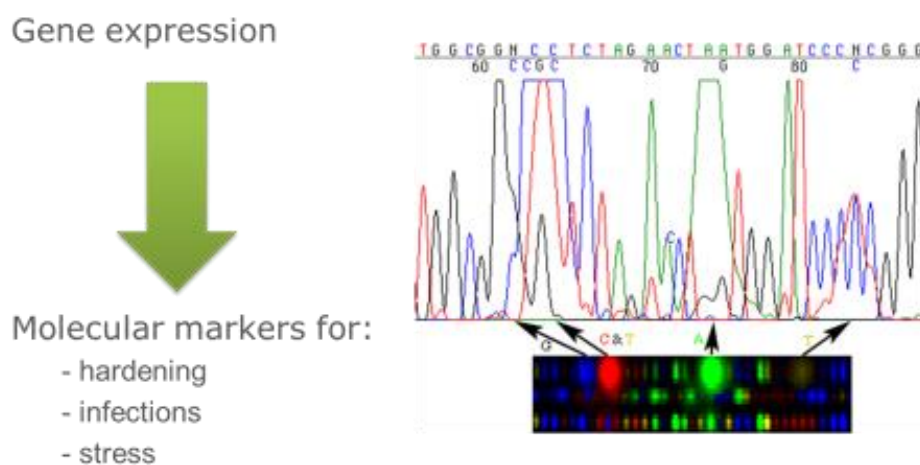 Gene expression
Molecular markers for:
- hardening
- infections
- stress
TGGCGGNCCTCTAGAACTAATGGATCCCNCGGG
60 CCGC 70 G 80 C
C
G C&T A T